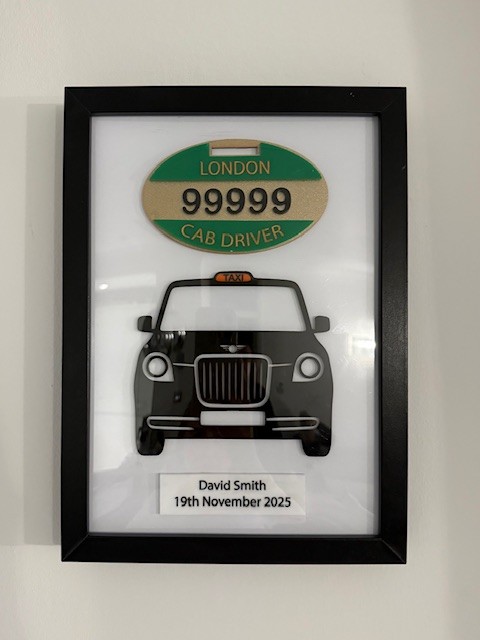 LONDON
99999
CAB DRIVER
TAXI
David Smith
19th November 2025